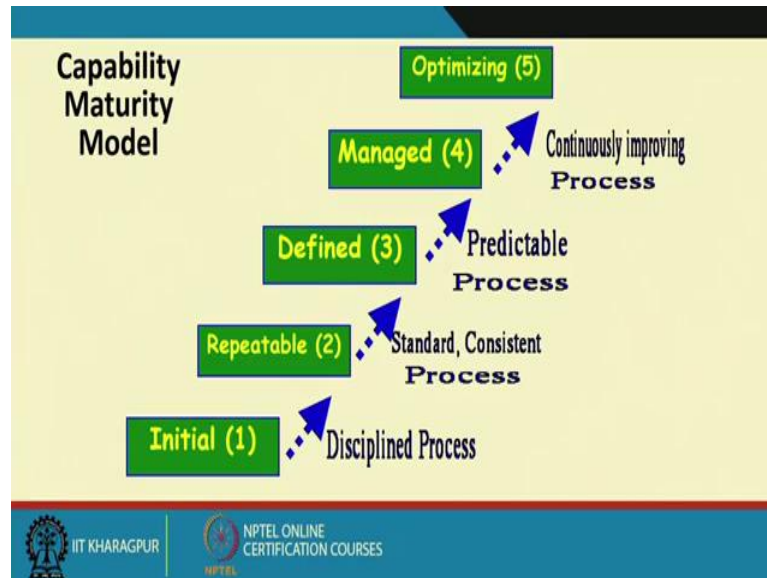 Capability
Maturity
Model
Optimizing (5)
Managed (4)
Continuously improving
Process
Defined (3)
Predictable
Process
Repeatable (2)
Standard, Consistent
Process
Initial (1)
Disciplined Process
IIT KHARAGPUR
NPTEL
NPTEL ONLINE
CERTIFICATION COURSES